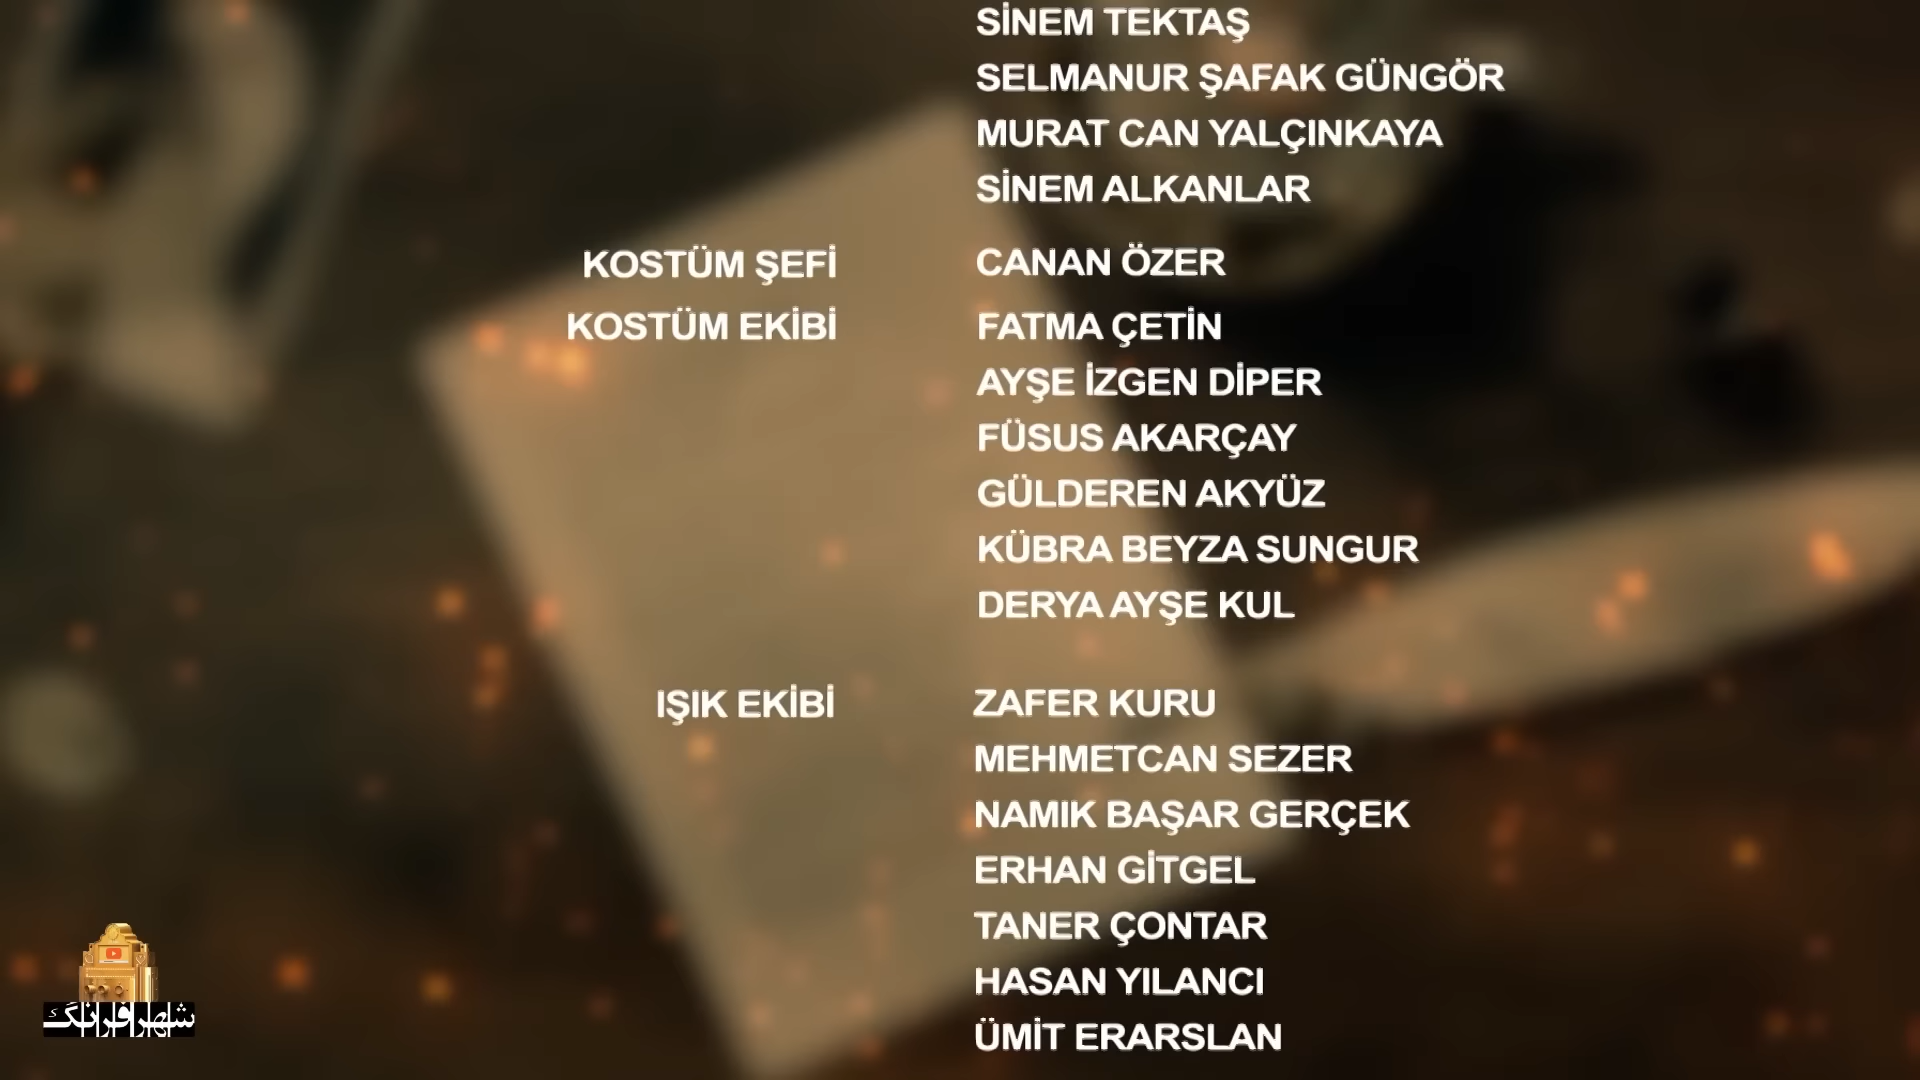 SİNEM TEKTAŞ
SELMANUR ŞAFAK GÜNGÖR
MURAT CAN YALÇINKAYA
SİNEM ALKANLAR
KOSTÜM ŞEFİ CANAN ÖZER
KOSTÜM EKİBİ FATMA ÇETİN
AYŞE İZGEN DİPER
FÜSUS AKARÇAY
GÜLDEREN AKYÜZ
KÜBRA BEYZA SUNGUR
DERYA AYŞE KUL
IŞIK EKİBİ ZAFER KURU
MEHMETCAN SEZER
NAMIK BAŞAR GERÇEK
ERHAN GİTGEL
TANER ÇONTAR
HASAN YILANCI
ÜMİT ERARSLAN
شهر فرانگ